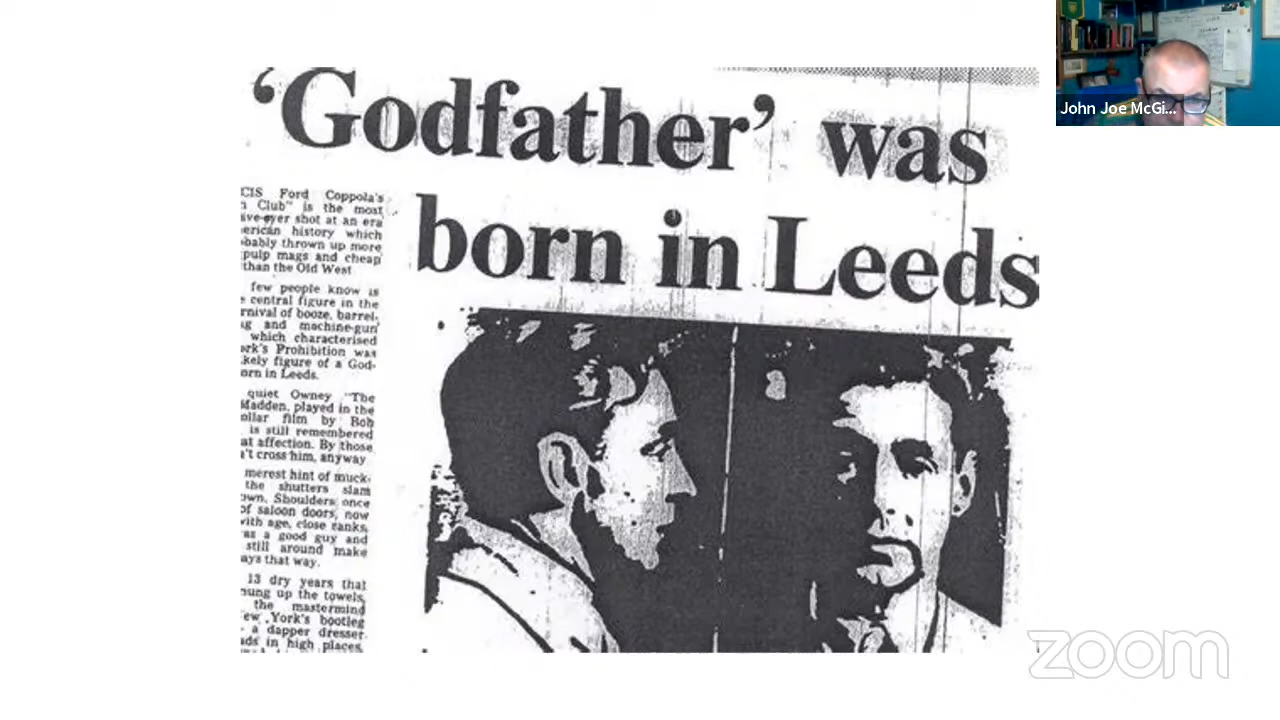 'Godfather' was
born in Leeds
CIS Ford Coppola's
n Club" is the most
ive-ever shot at an era
erican history which
bably thrown up more
pulp mags and cheap
than the Old West
few people know is
e central figure in the
rnival of booze, barrel-
g and machine-gun
which characterised
ork's Prohibition was
kely figure of a God-
orn in Leeds.
quiet Owney "The
Madden, played in the
ollar film by Bob
is still remembered
at affection. By those
n't cross him, anyway
merest hint of muck-
the shutters slam
own. Shoulders once
of saloon doors, now
with age, close ranks,
as a good guy and
still around make
ays that way.
13 dry years that
hung up the towels,
the mastermind
ew York's bootleg
- a dapper dresser
ads in high places,
John Joe McGi...
zoom